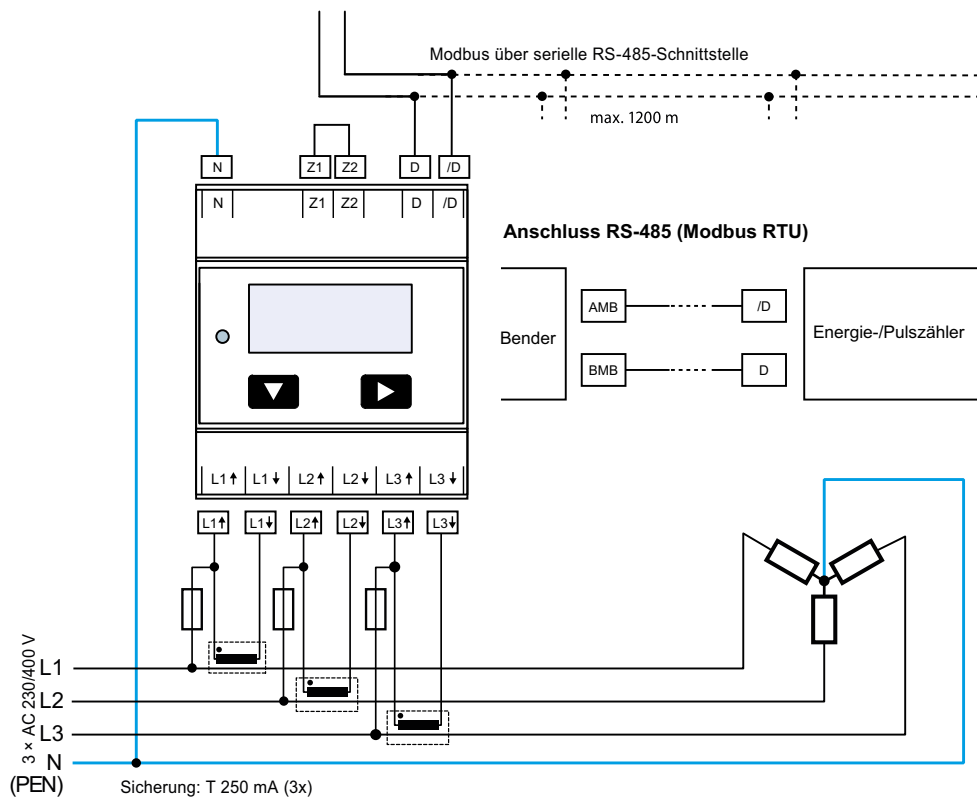 Modbus über serielle RS-485-Schnittstelle
max. 1200 m
N Z1 Z2 D /D
N Z1 Z2 D /D
Anschluss RS-485 (Modbus RTU)
Bender AMB /D Energie-/Pulszähler
BMB D
L1↑ L1↓ L2↑ L2↓ L3↑ L3↓
L1↑ L1↓ L2↑ L2↓ L3↑ L3↓
3 × AC 230/400 V
L1
L2
L3
N
(PEN)
Sicherung: T 250 mA (3x)